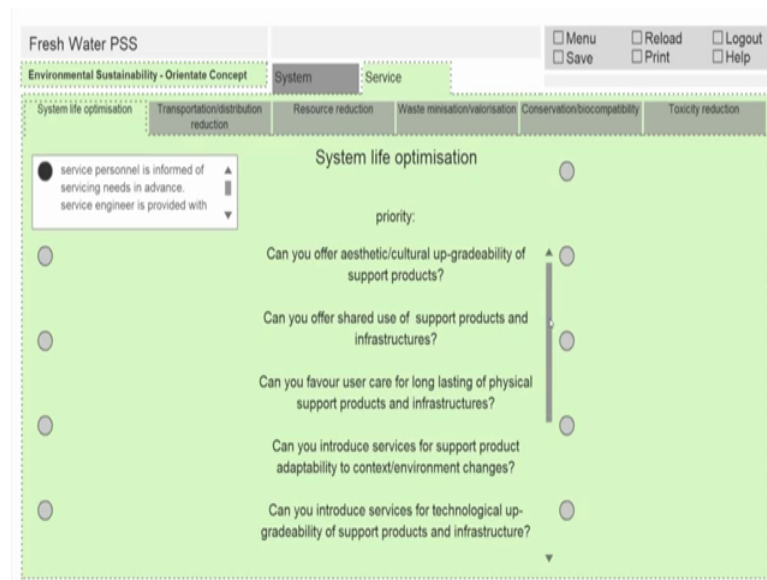 Fresh Water PSS
Menu
Reload
Logout
Save
Print
Help
Environmental Sustainability - Orientate Concept
System
Service
System life optimisation
Transportation/distribution
reduction
Resource reduction
Waste minisation/valorisation
Conservation/biocompatibility
Toxicity reduction
service personnel is informed of
servicing needs in advance.
service engineer is provided with
System life optimisation
priority:
Can you offer aesthetic/cultural up-gradeability of
support products?
Can you offer shared use of support products and
infrastructures?
Can you favour user care for long lasting of physical
support products and infrastructures?
Can you introduce services for support product
adaptability to context/environment changes?
Can you introduce services for technological up-
gradeability of support products and infrastructure?